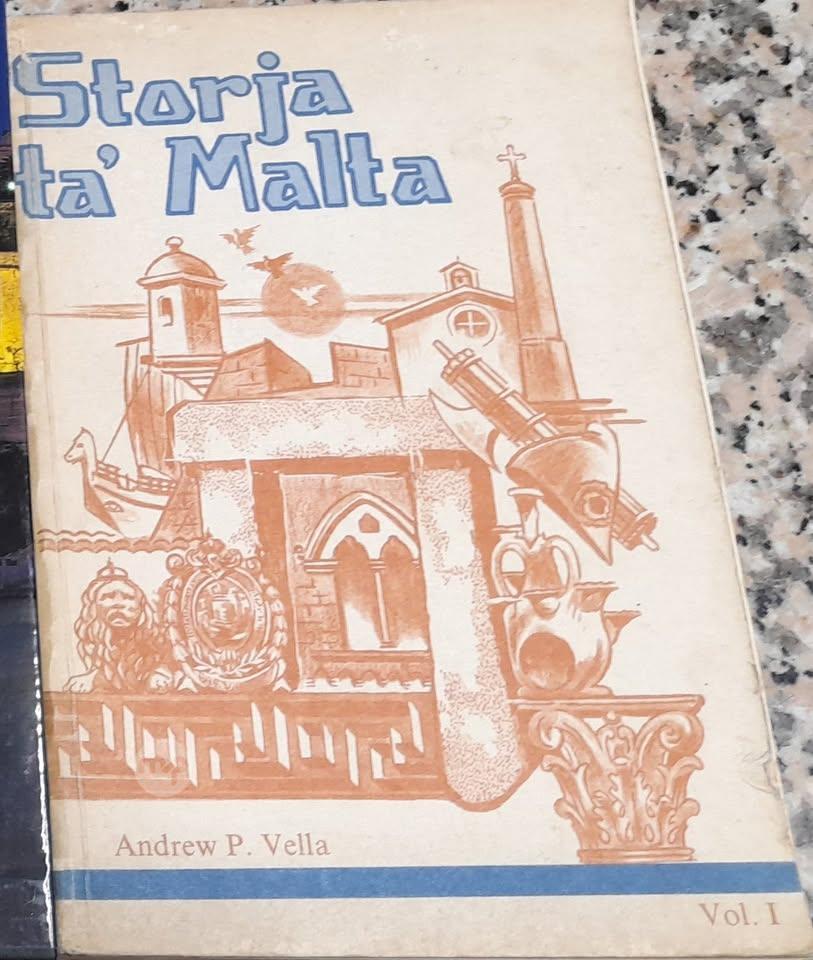 Storja
ta' Malta
Andrew P. Vella
Vol. I